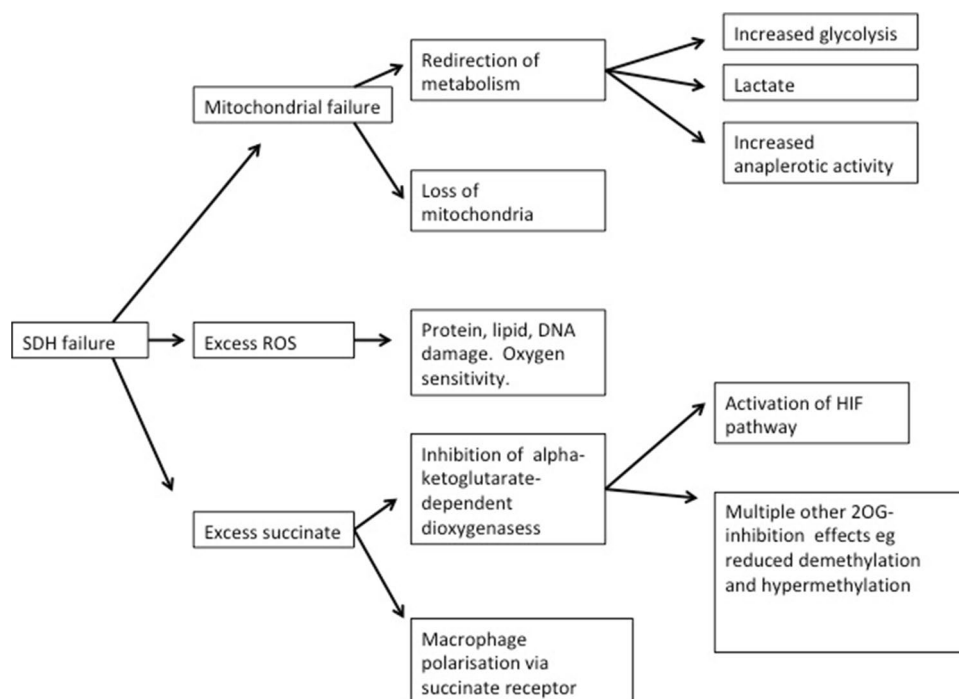 Increased glycolysis
Redirection of
metabolism
Lactate
Mitochondrial failure
Increased
anaplerotic activity
Loss of
mitochondria
SDH failure
Excess ROS
Protein, lipid, DNA
damage.  Oxygen
sensitivity.
Activation of HIF
pathway
Inhibition of  alpha-
ketoglutarate-
dependent
dioxygenasess
Excess succinate
Multiple other 2OG-
inhibition  effects eg
reduced demethylation
and hypermethylation
Macrophage
polarisation via
succinate receptor